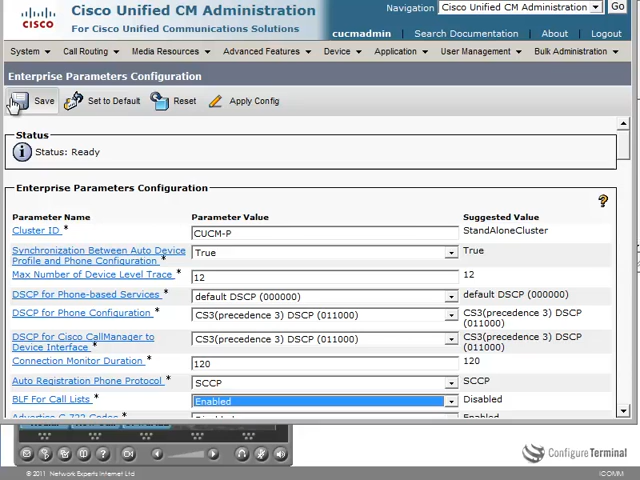 Cisco Unified CM Administration
Navigation Cisco Unified CM Administration Go
CISCO For Cisco Unified Communications Solutions
cucmadmin Search Documentation About Logout
System Call Routing Media Resources Advanced Features Device Application User Management Bulk Administration
Enterprise Parameters Configuration
Save Set to Default Reset Apply Config
Status
Status: Ready
Enterprise Parameters Configuration
Parameter Name Parameter Value Suggested Value
Cluster ID * CUCM-P StandAloneCluster
Synchronization Between Auto Device True True
Profile and Phone Configuration *
Max Number of Device Level Trace * 12 12
DSCP for Phone-based Services * default DSCP (000000) default DSCP (000000)
DSCP for Phone Configuration * CS3(precedence 3) DSCP (011000) CS3(precedence 3) DSCP
(011000)
DSCP for Cisco CallManager to CS3(precedence 3) DSCP (011000) CS3(precedence 3) DSCP
Device Interface * (011000)
Connection Monitor Duration * 120 120
Auto Registration Phone Protocol * SCCP SCCP
BLF For Call Lists * Enabled Disabled
ConfigureTerminal
© 2011 Network Experts Internet Ltd iCOMM